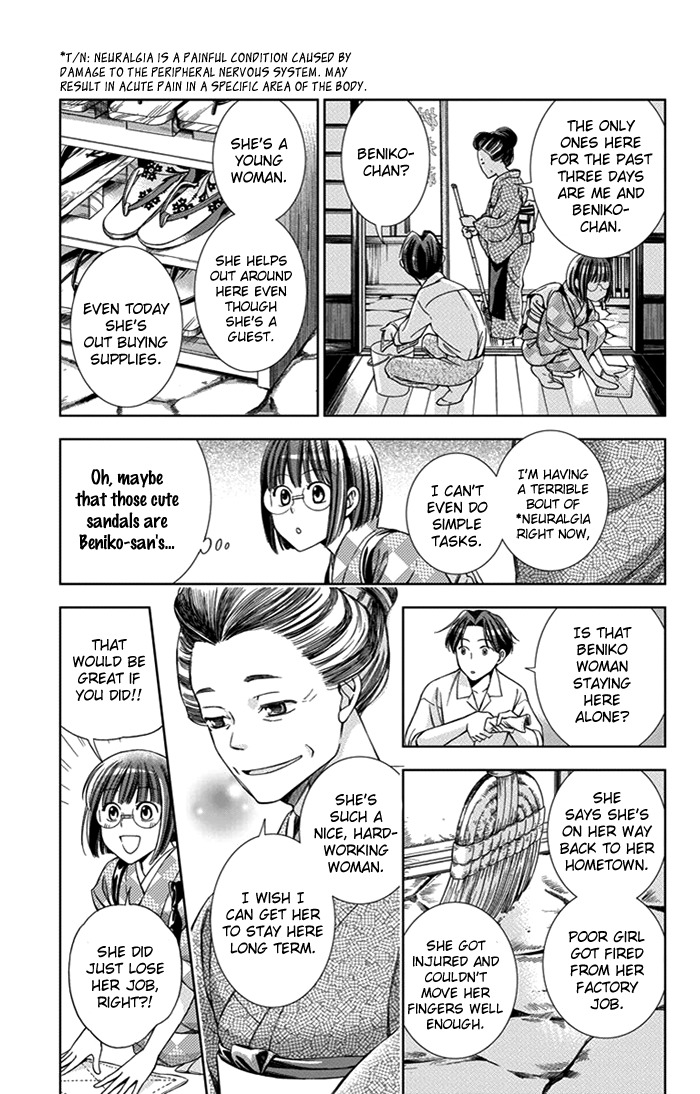 *T/N: NEURALGIA IS A PAINFUL CONDITION CAUSED BY
DAMAGE TO THE PERIPHERAL NERVOUS SYSTEM. MAY
RESULT IN ACUTE PAIN IN A SPECIFIC AREA OF THE BODY.
THE ONLY
ONES HERE
FOR THE PAST
THREE DAYS
ARE ME AND
BENIKO-
CHAN.
BENIKO-
CHAN?
SHE'S A
YOUNG
WOMAN.
SHE HELPS
OUT AROUND
HERE EVEN
THOUGH
SHE'S A
GUEST.
EVEN TODAY
SHE'S
OUT BUYING
SUPPLIES.
I'M HAVING
A TERRIBLE
BOUT OF
*NEURALGIA
RIGHT NOW,
I CAN'T
EVEN DO
SIMPLE
TASKS.
Oh, maybe
that those cute
sandals are
Beniko-san's...
IS THAT
BENIKO
WOMAN
STAYING
HERE
ALONE?
SHE
SAYS SHE'S
ON HER WAY
BACK TO HER
HOMETOWN.
POOR GIRL
GOT FIRED
FROM HER
FACTORY
JOB.
SHE GOT
INJURED AND
COULDN'T
MOVE HER
FINGERS WELL
ENOUGH.
SHE'S
SUCH A
NICE, HARD-
WORKING
WOMAN.
I WISH I
CAN GET HER
TO STAY HERE
LONG TERM.
THAT
WOULD BE
GREAT IF
YOU DID!!
SHE DID
JUST LOSE
HER JOB,
RIGHT?!